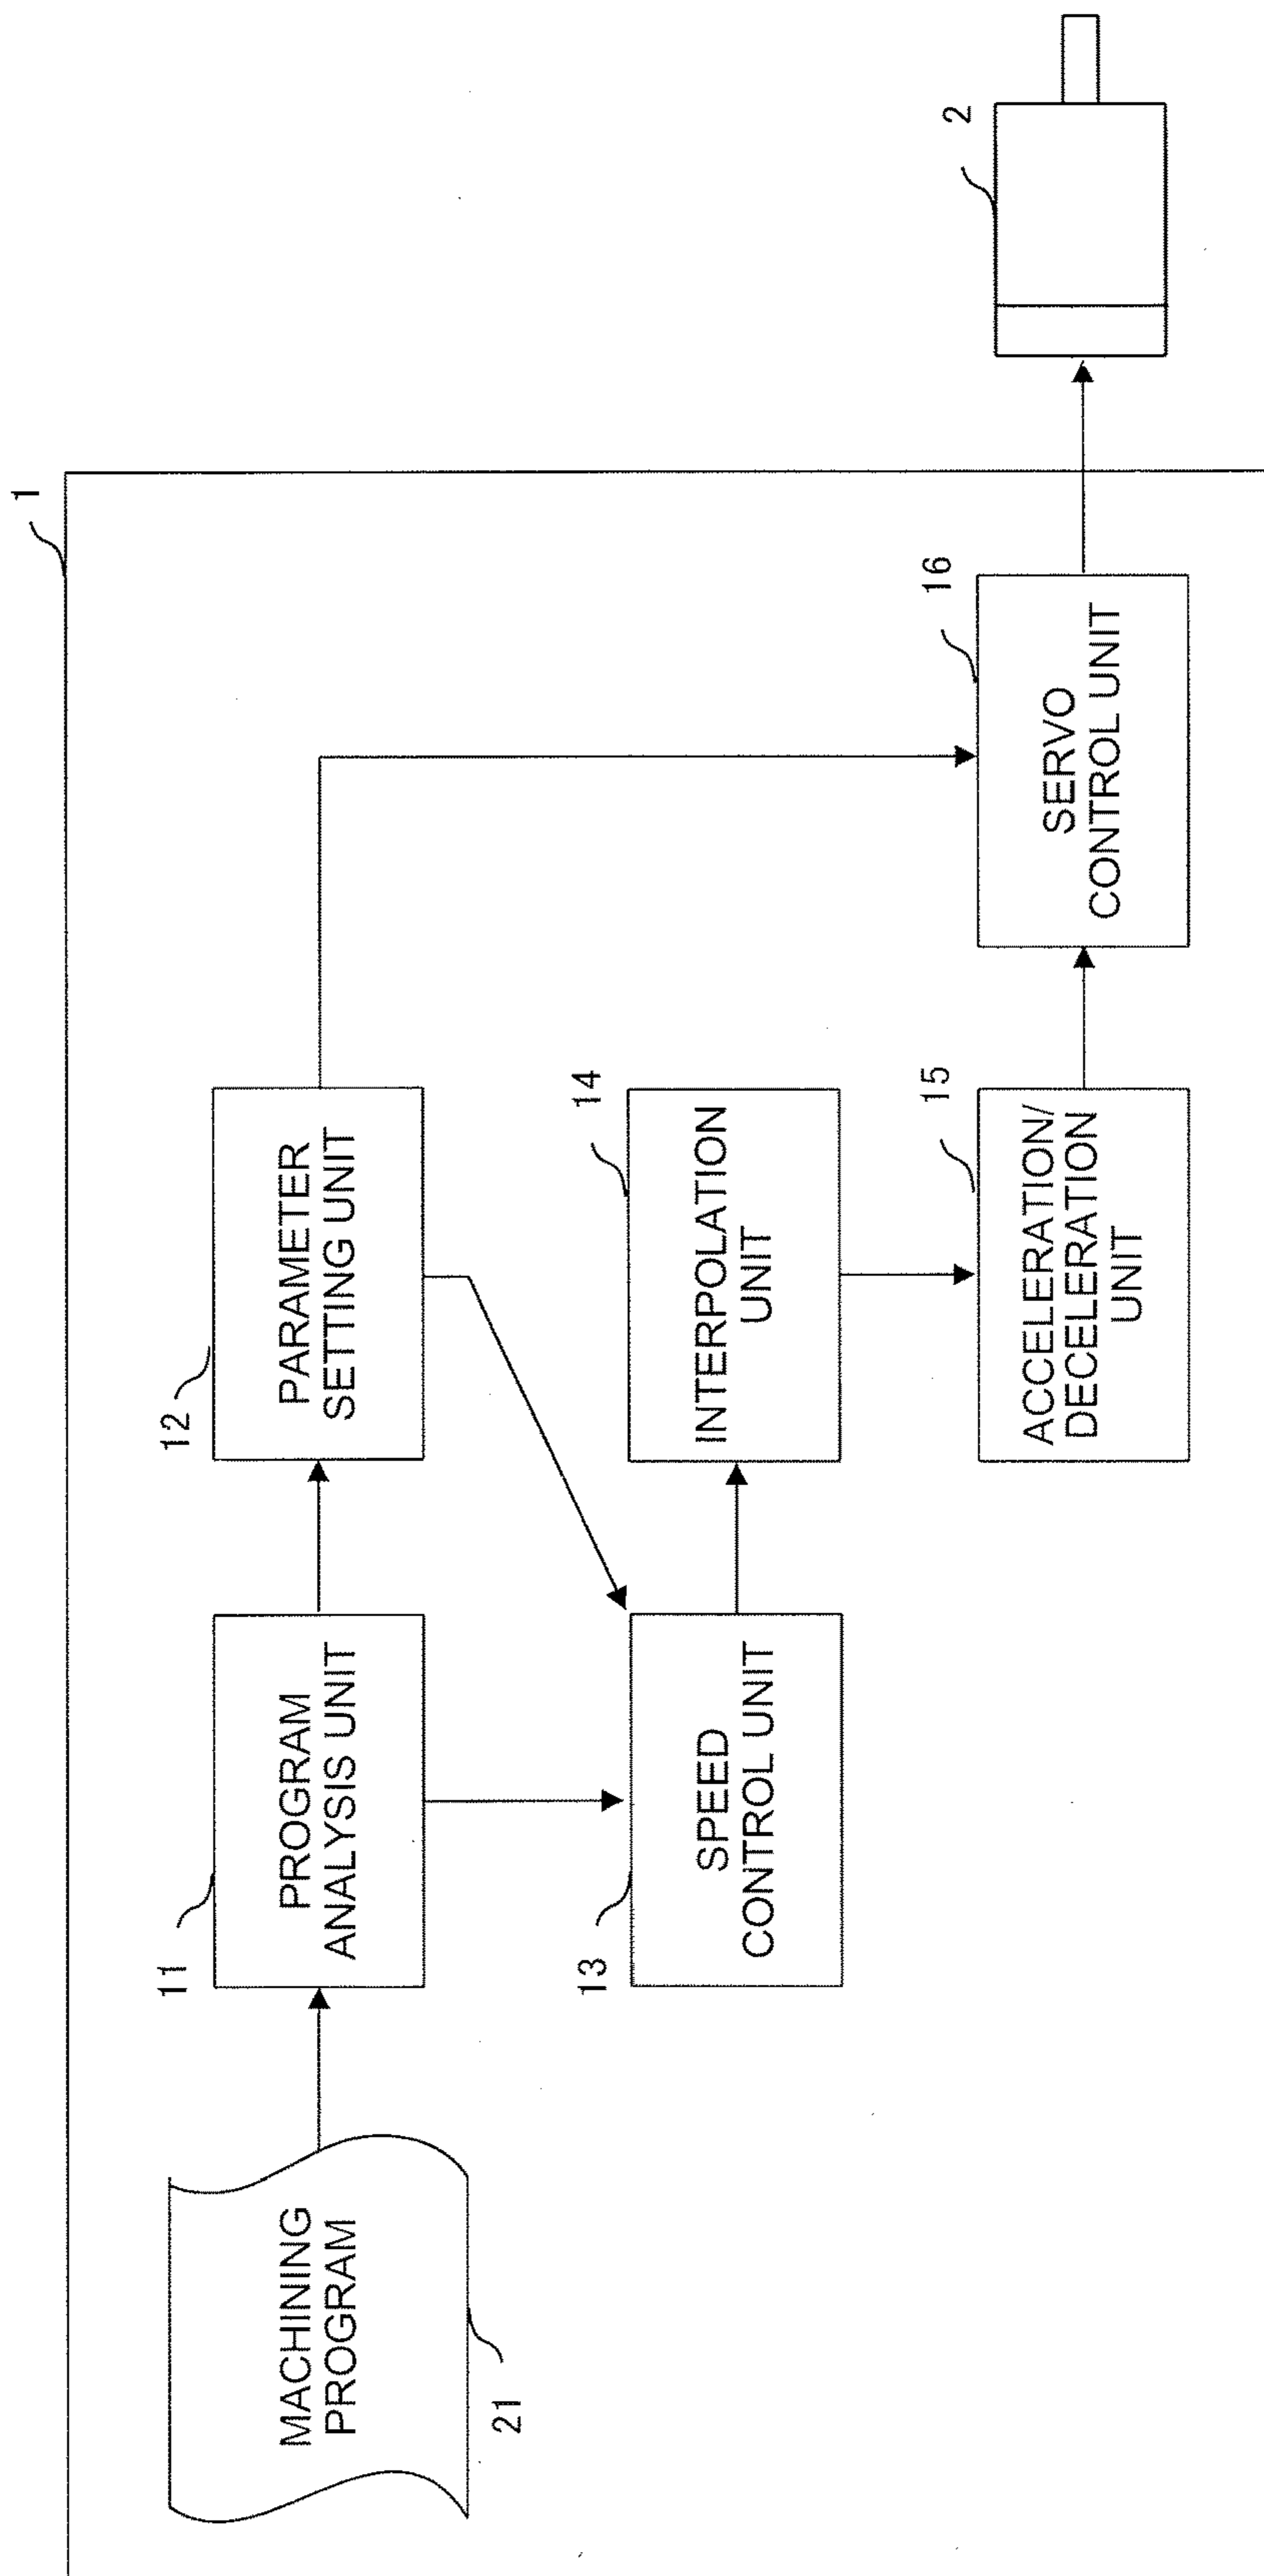 1
2
MACHINING
PROGRAM
21
11
PROGRAM
ANALYSIS UNIT
12
PARAMETER
SETTING UNIT
13
SPEED
CONTROL UNIT
14
INTERPOLATION
UNIT
15
ACCELERATION/
DECELERATION
UNIT
16
SERVO
CONTROL UNIT